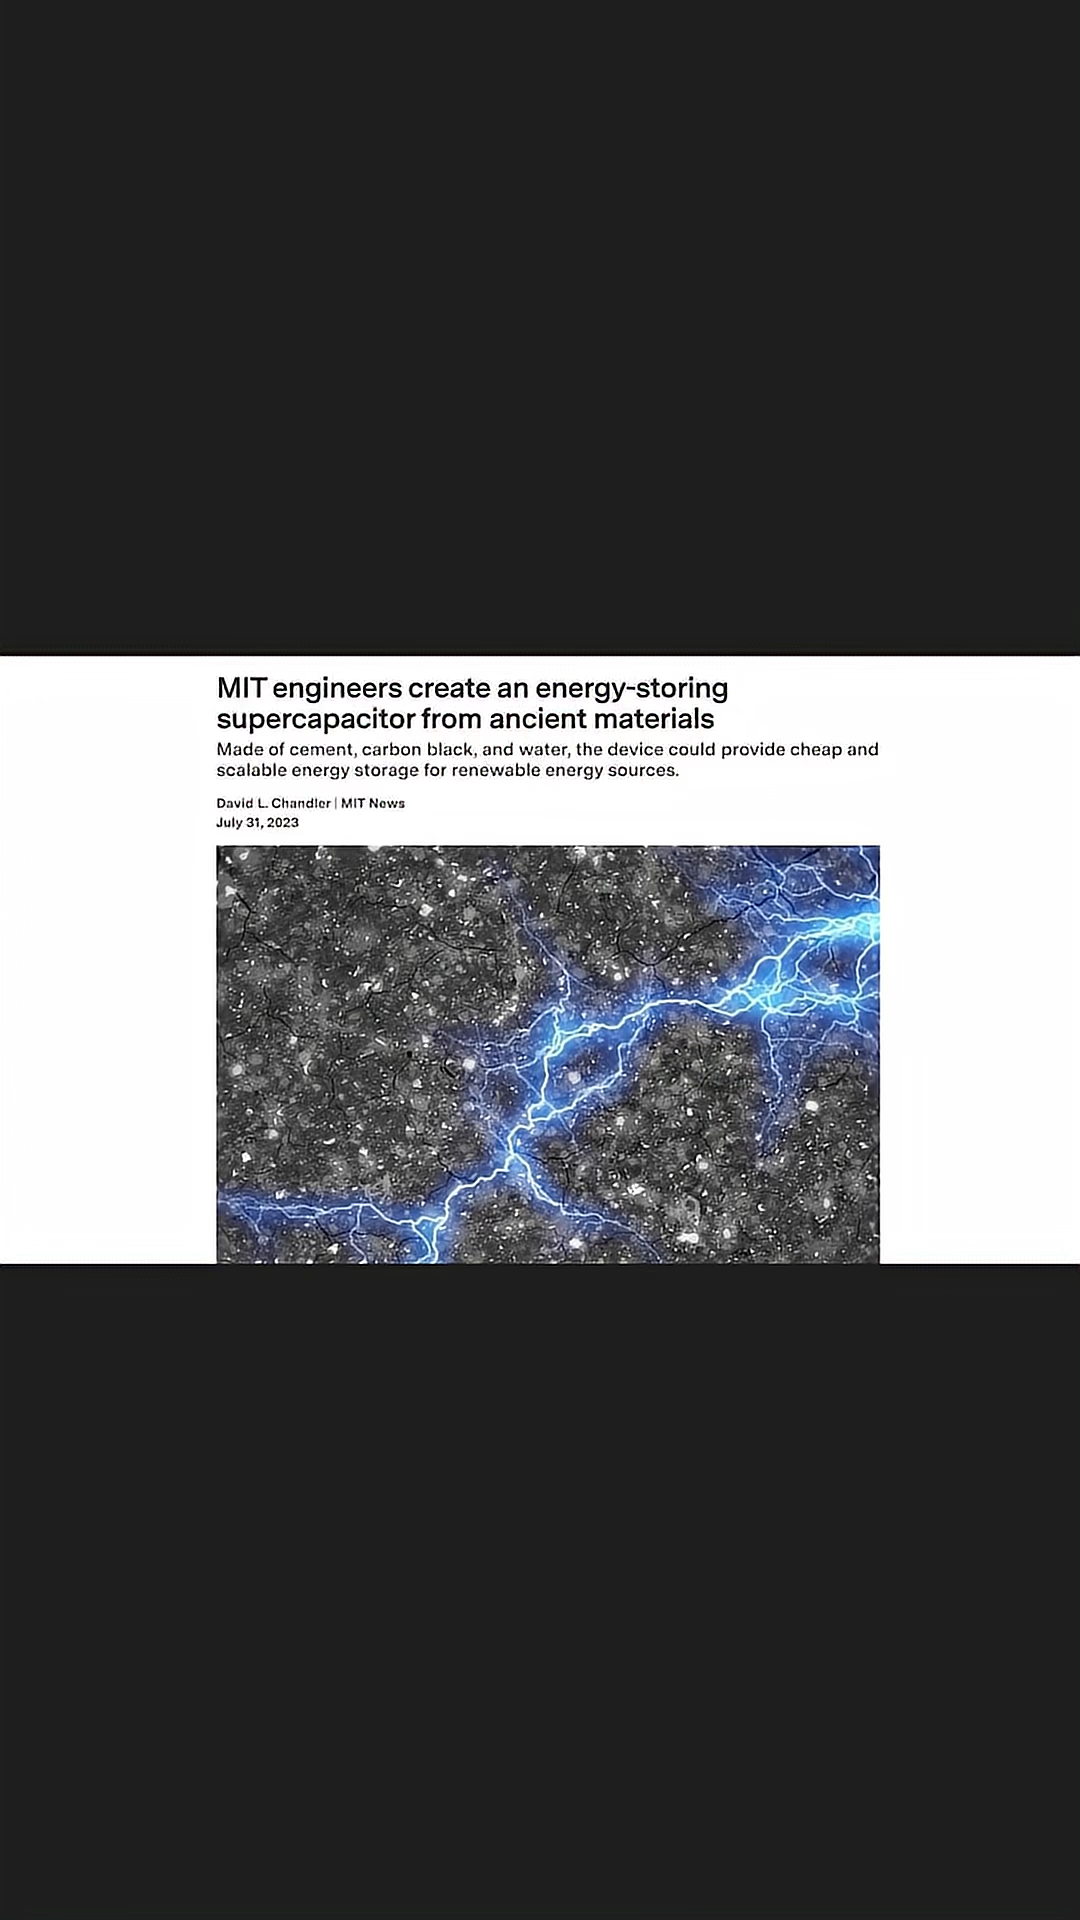 MIT engineers create an energy-storing
supercapacitor from ancient materials
Made of cement, carbon black, and water, the device could provide cheap and
scalable energy storage for renewable energy sources.
David L. Chandler | MIT News
July 31, 2023